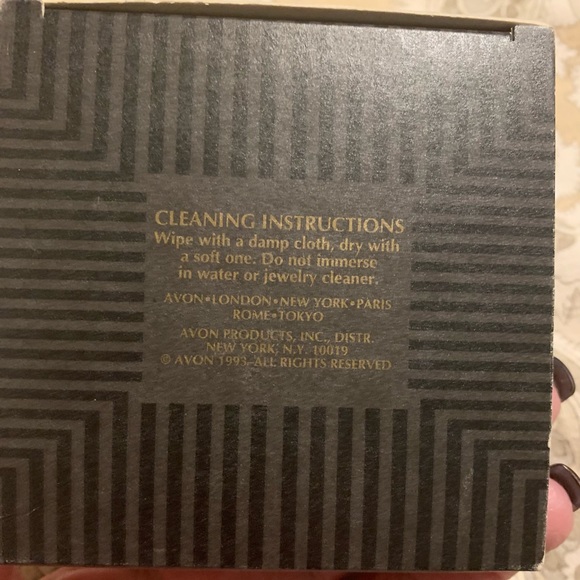 CLEANING INSTRUCTIONS
Wipe with a damp cloth, dry with
a soft one. Do not immerse
in water or jewelry cleaner.
AVON•LONDON•NEW YORK•PARIS
ROME•TOKYO
AVON PRODUCTS, INC., DISTR.
NEW YORK, N.Y. 10019
© AVON 1993 ALL RIGHTS RESERVED